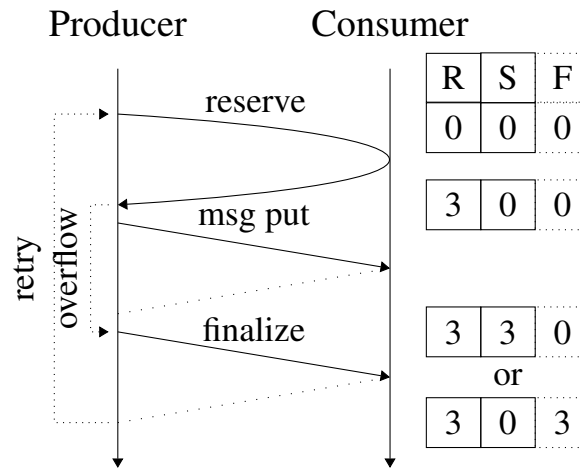 Producer Consumer
R S F
reserve
0 0 0
3 0 0
msg put
retry
overflow
finalize
3 3 0
or
3 0 3